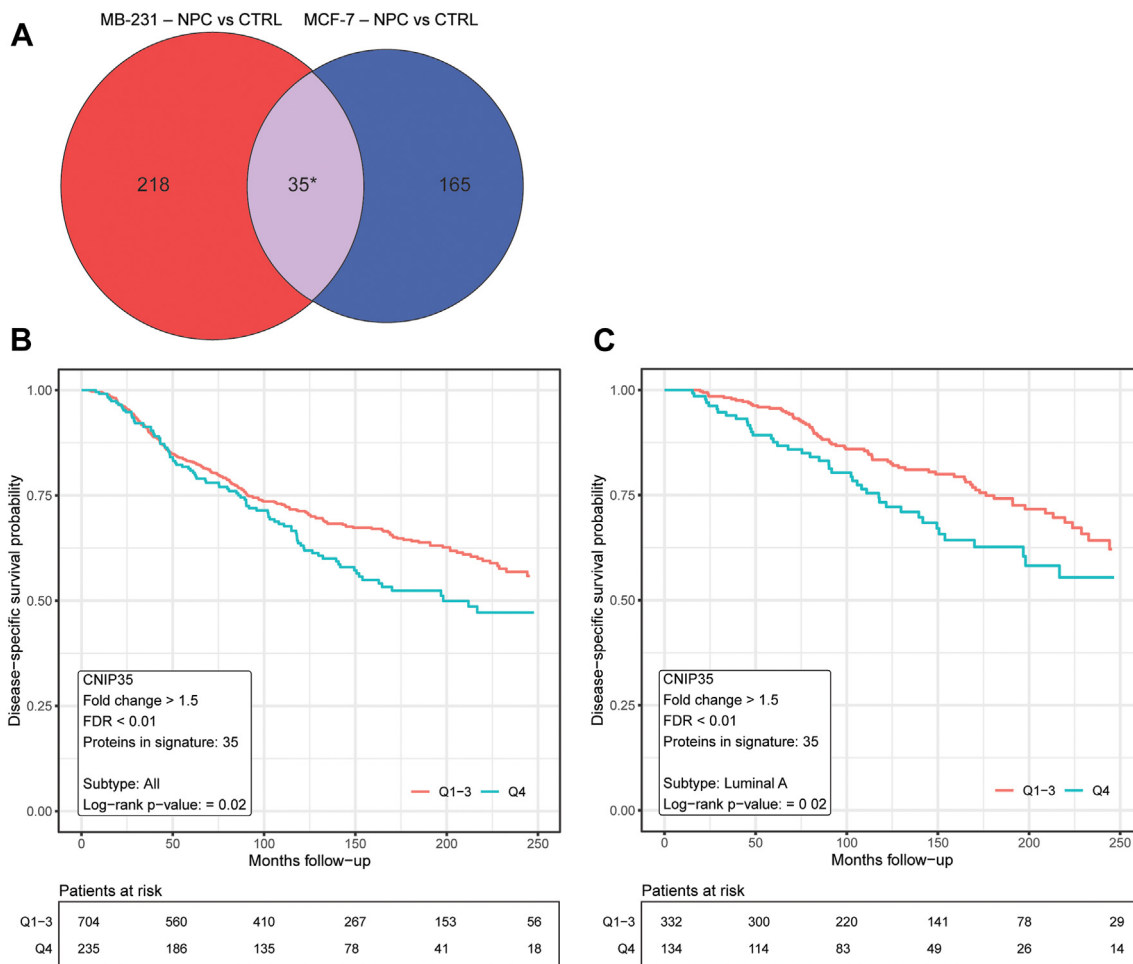 A
MB-231 – NPC vs CTRL MCF-7 – NPC vs CTRL
218 35* 165
B
Disease−specific survival probability
1.00
0.75
0.50
0.25
0.00
CNIP35
Fold change > 1.5
FDR < 0.01
Proteins in signature: 35
Subtype: All
Log-rank p-value: = 0.02
Q1−3 Q4
0 50 100 150 200 250
Months follow−up
Patients at risk
Q1−3 704 560 410 267 153 56
Q4 235 186 135 78 41 18
C
Disease−specific survival probability
1.00
0.75
0.50
0.25
0.00
CNIP35
Fold change > 1.5
FDR < 0.01
Proteins in signature: 35
Subtype: Luminal A
Log-rank p-value: = 0 02
Q1−3 Q4
0 50 100 150 200 250
Months follow−up
Patients at risk
Q1−3 332 300 220 141 78 29
Q4 134 114 83 49 26 14